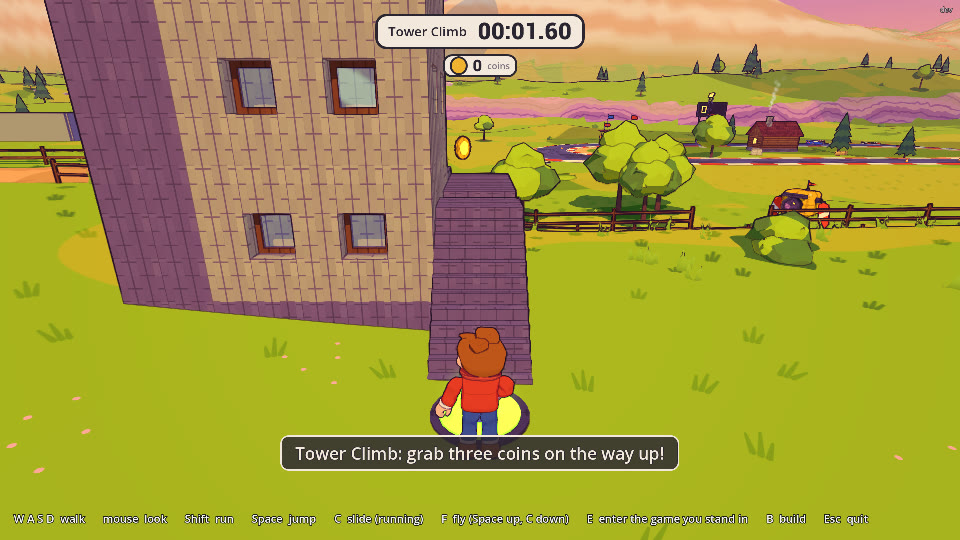 dev
Tower Climb 00:01.60
0 coins
Tower Climb: grab three coins on the way up!
W A S D walk mouse look Shift run Space jump C slide (running) F fly (Space up, C down) E enter the game you stand in B build Esc quit